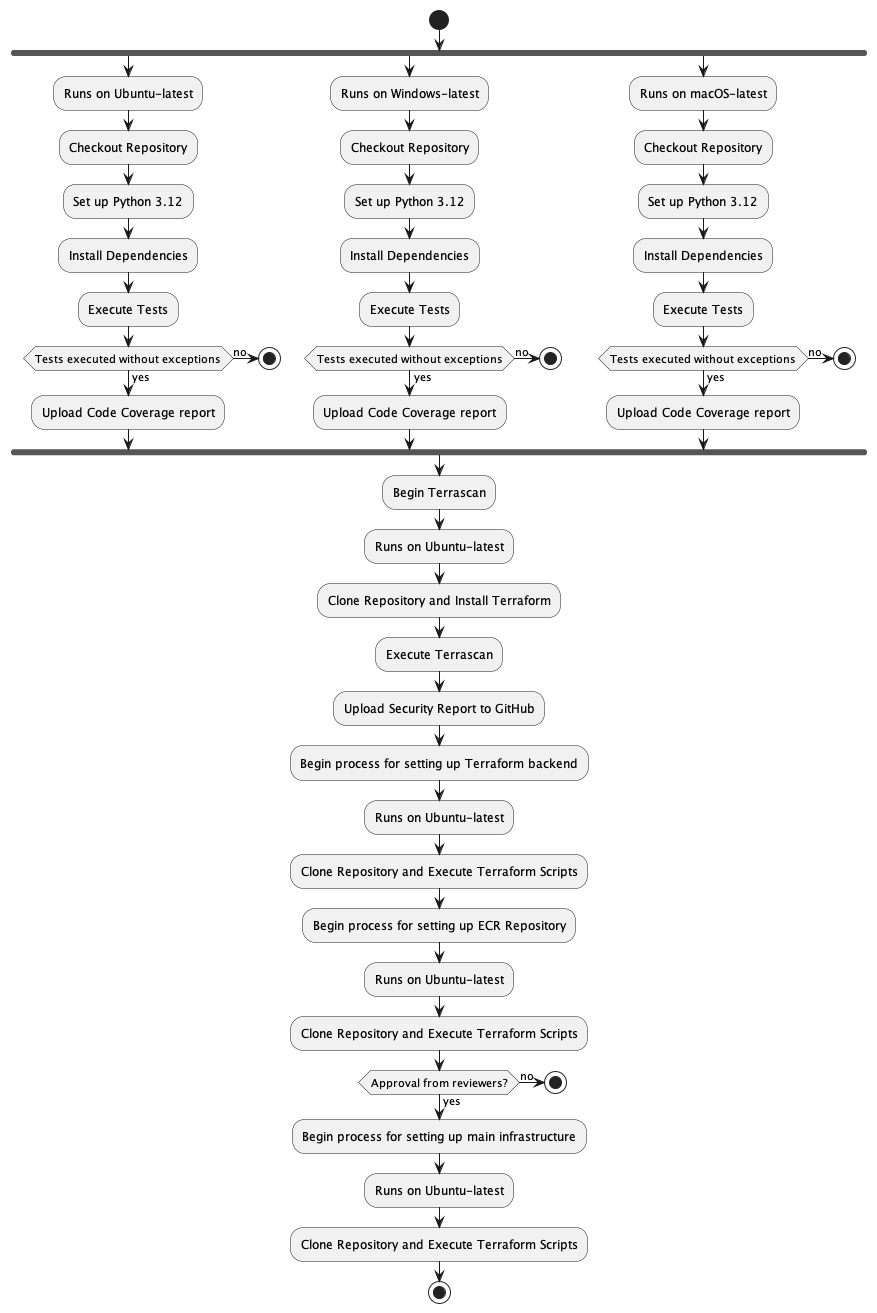 Runs on Ubuntu-latest
Checkout Repository
Set up Python 3.12
Install Dependencies
Execute Tests
Tests executed without exceptions
no
yes
Upload Code Coverage report
Runs on Windows-latest
Checkout Repository
Set up Python 3.12
Install Dependencies
Execute Tests
Tests executed without exceptions
no
yes
Upload Code Coverage report
Runs on macOS-latest
Checkout Repository
Set up Python 3.12
Install Dependencies
Execute Tests
Tests executed without exceptions
no
yes
Upload Code Coverage report
Begin Terrascan
Runs on Ubuntu-latest
Clone Repository and Install Terraform
Execute Terrascan
Upload Security Report to GitHub
Begin process for setting up Terraform backend
Runs on Ubuntu-latest
Clone Repository and Execute Terraform Scripts
Begin process for setting up ECR Repository
Runs on Ubuntu-latest
Clone Repository and Execute Terraform Scripts
Approval from reviewers?
no
yes
Begin process for setting up main infrastructure
Runs on Ubuntu-latest
Clone Repository and Execute Terraform Scripts